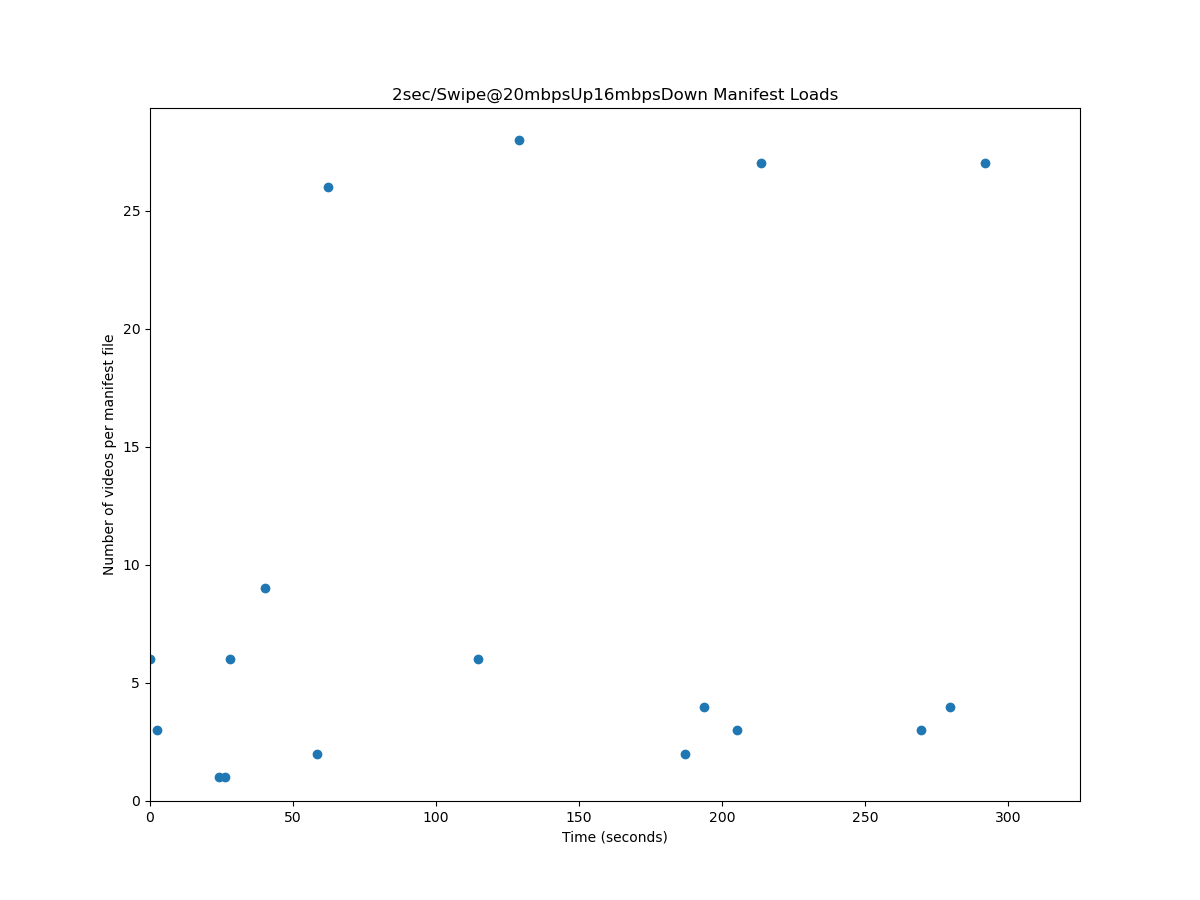 2sec/Swipe@20mbpsUp16mbpsDown Manifest Loads
Number of videos per manifest file
25
20
15
10
5
0
0 50 100 150 200 250 300
Time (seconds)